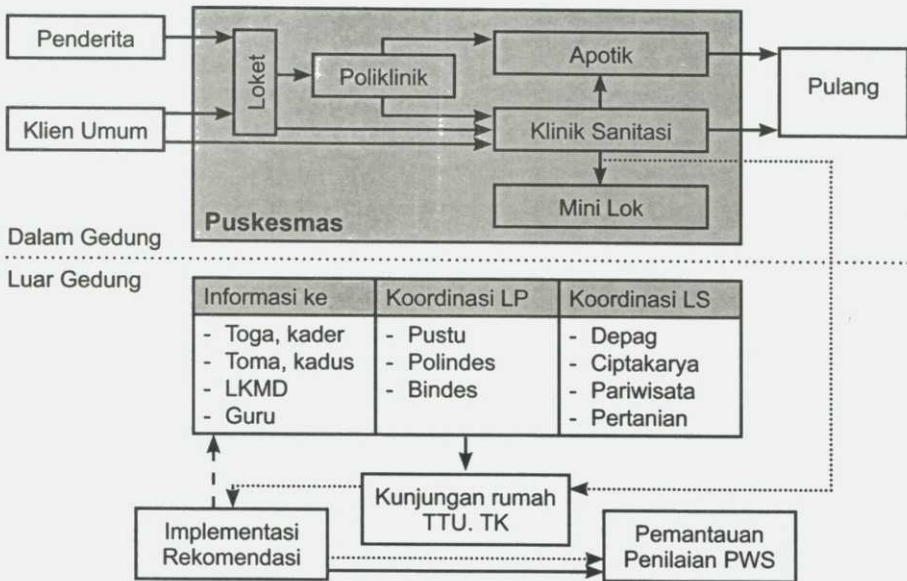 Penderita
Klien Umum
Loket
Poliklinik
Apotik
Klinik Sanitasi
Mini Lok
Pulang
Puskesmas
Dalam Gedung
Luar Gedung
Informasi ke
- Toga, kader
- Toma, kadus
- LKMD
- Guru
Koordinasi LP
- Pustu
- Polindes
- Bindes
Koordinasi LS
- Depag
- Ciptakarya
- Pariwisata
- Pertanian
Kunjungan rumah
TTU. TK
Implementasi
Rekomendasi
Pemantauan
Penilaian PWS